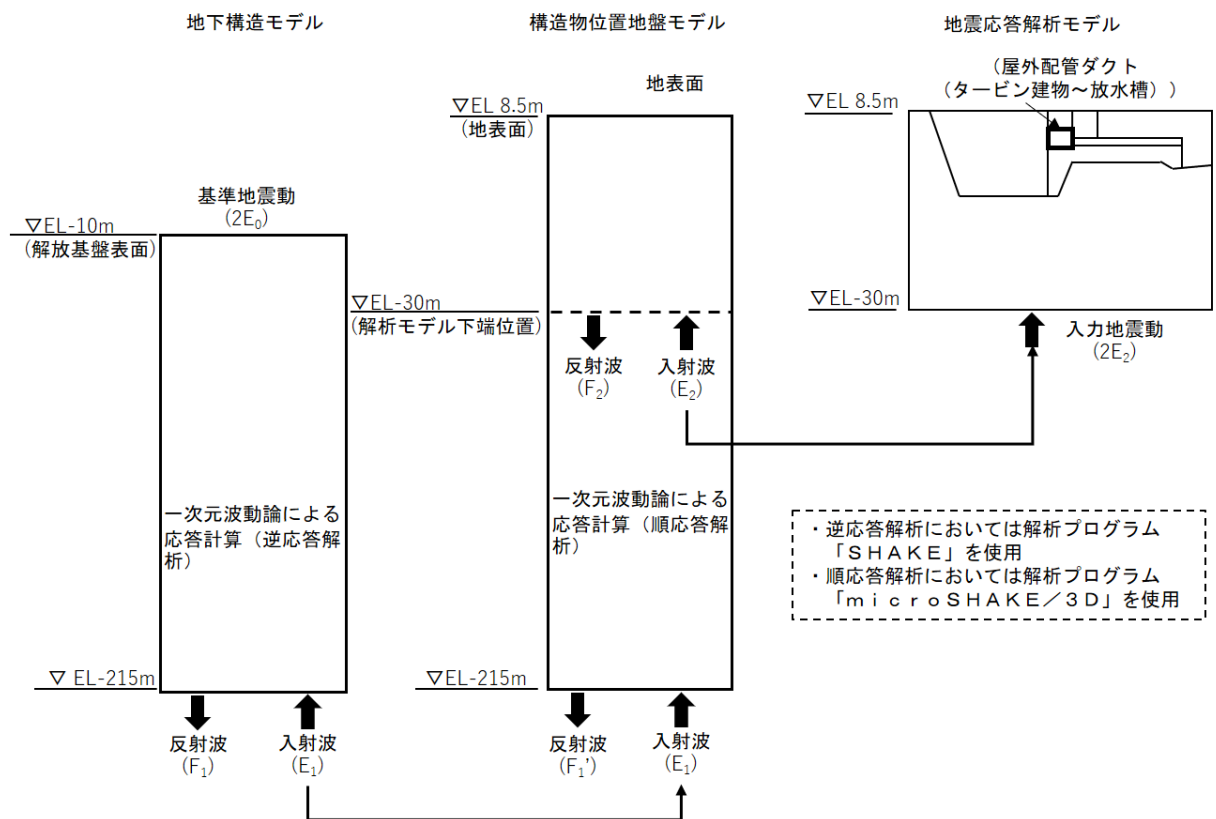 地下構造モデル
構造物位置地盤モデル
地震応答解析モデル
基準地震動
(2E₀)
▽EL-10m
(解放基盤表面)
一次元波動論による
応答計算（逆応答解
析）
▽ EL-215m
反射波
(F₁)
入射波
(E₁)
地表面
▽EL 8.5m
(地表面)
▽EL-30m
(解析モデル下端位置)
反射波
(F₂)
入射波
(E₂)
一次元波動論による
応答計算（順応答解
析）
▽EL-215m
反射波
(F₁’)
入射波
(E₁)
（屋外配管ダクト
（タービン建物～放水槽））
▽EL 8.5m
▽EL-30m
入力地震動
(2E₂)
・逆応答解析においては解析プログラム
「ＳＨＡＫＥ」を使用
・順応答解析においては解析プログラム
「ｍｉｃｒｏＳＨＡＫＥ／３Ｄ」を使用